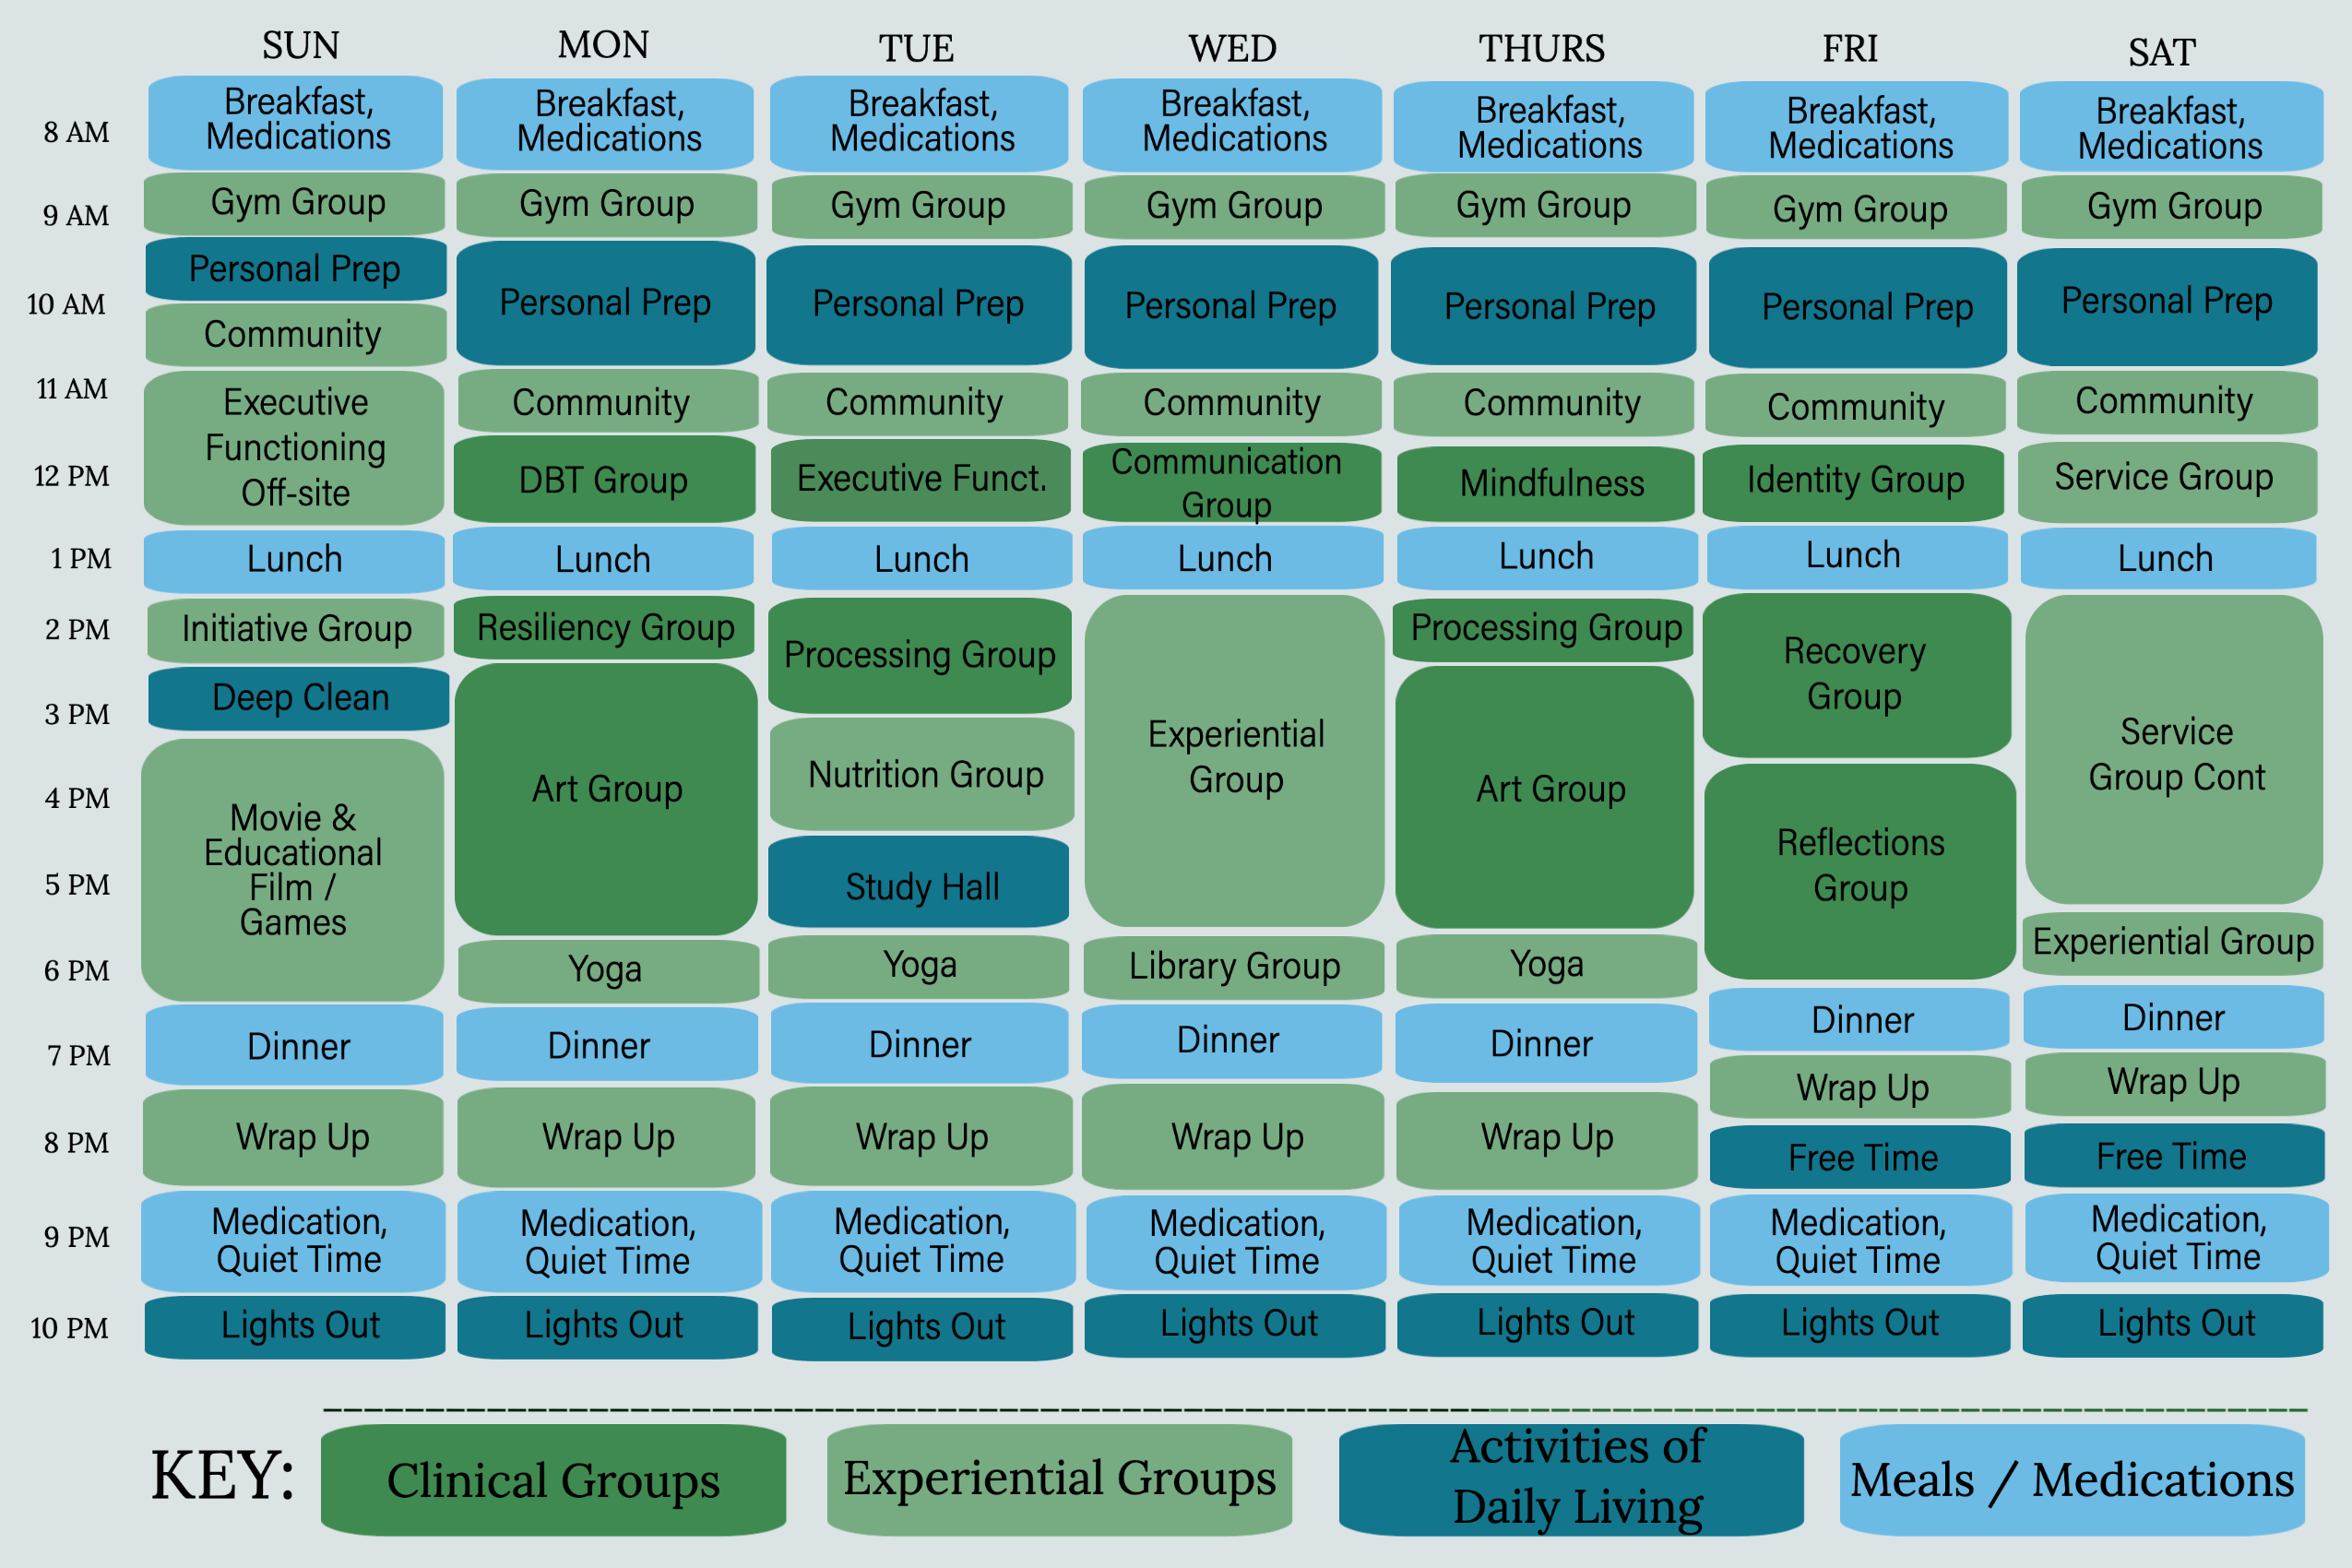 SUN MON TUE WED THURS FRI SAT
8 AM
Breakfast,
Medications
Breakfast,
Medications
Breakfast,
Medications
Breakfast,
Medications
Breakfast,
Medications
Breakfast,
Medications
Breakfast,
Medications
9 AM
Gym Group
Gym Group
Gym Group
Gym Group
Gym Group
Gym Group
Gym Group
10 AM
Personal Prep
Community
Personal Prep
Personal Prep
Personal Prep
Personal Prep
Personal Prep
Personal Prep
11 AM
Executive
Functioning
Off-site
Community
Community
Community
Community
Community
Community
12 PM
DBT Group
Executive Funct.
Communication
Group
Mindfulness
Identity Group
Service Group
1 PM
Lunch
Lunch
Lunch
Lunch
Lunch
Lunch
Lunch
2 PM
Initiative Group
Resiliency Group
Processing Group
Experiential
Group
Processing Group
Recovery
Group
Service
Group Cont
3 PM
Deep Clean
Art Group
Nutrition Group
Art Group
4 PM
Movie &
Educational
Film /
Games
Reflections
Group
5 PM
Study Hall
6 PM
Yoga
Yoga
Library Group
Yoga
Experiential Group
7 PM
Dinner
Dinner
Dinner
Dinner
Dinner
Dinner
Dinner
8 PM
Wrap Up
Wrap Up
Wrap Up
Wrap Up
Wrap Up
Wrap Up
Free Time
Wrap Up
Free Time
9 PM
Medication,
Quiet Time
Medication,
Quiet Time
Medication,
Quiet Time
Medication,
Quiet Time
Medication,
Quiet Time
Medication,
Quiet Time
Medication,
Quiet Time
10 PM
Lights Out
Lights Out
Lights Out
Lights Out
Lights Out
Lights Out
Lights Out
KEY:
Clinical Groups
Experiential Groups
Activities of
Daily Living
Meals / Medications